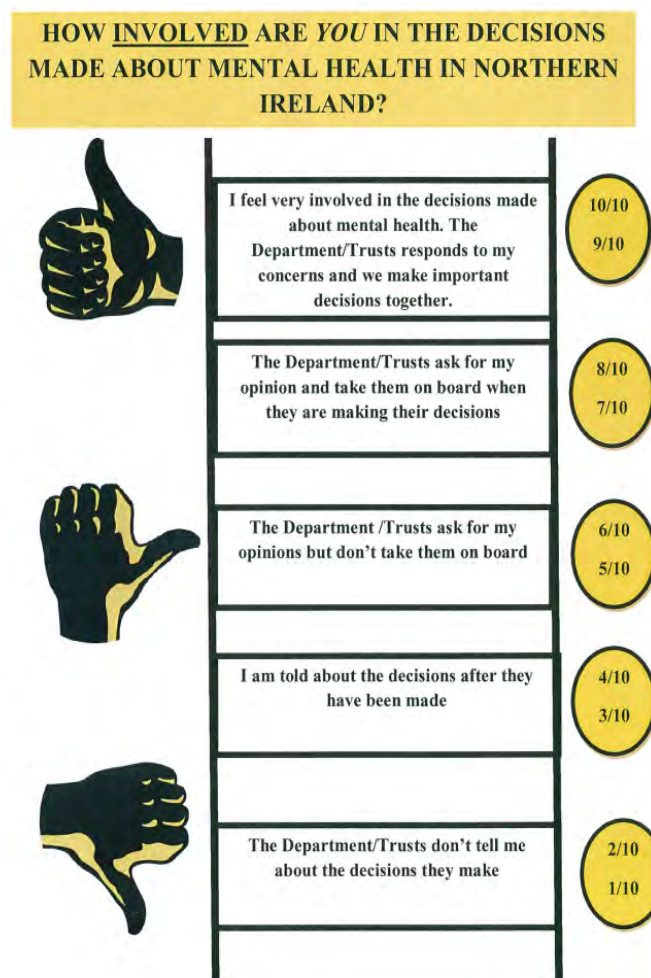 HOW INVOLVED ARE YOU IN THE DECISIONS
MADE ABOUT MENTAL HEALTH IN NORTHERN
IRELAND?
I feel very involved in the decisions made
about mental health. The
Department/Trusts responds to my
concerns and we make important
decisions together.
10/10
9/10
The Department/Trusts ask for my
opinion and take them on board when
they are making their decisions
8/10
7/10
The Department /Trusts ask for my
opinions but don’t take them on board
6/10
5/10
I am told about the decisions after they
have been made
4/10
3/10
The Department/Trusts don’t tell me
about the decisions they make
2/10
1/10